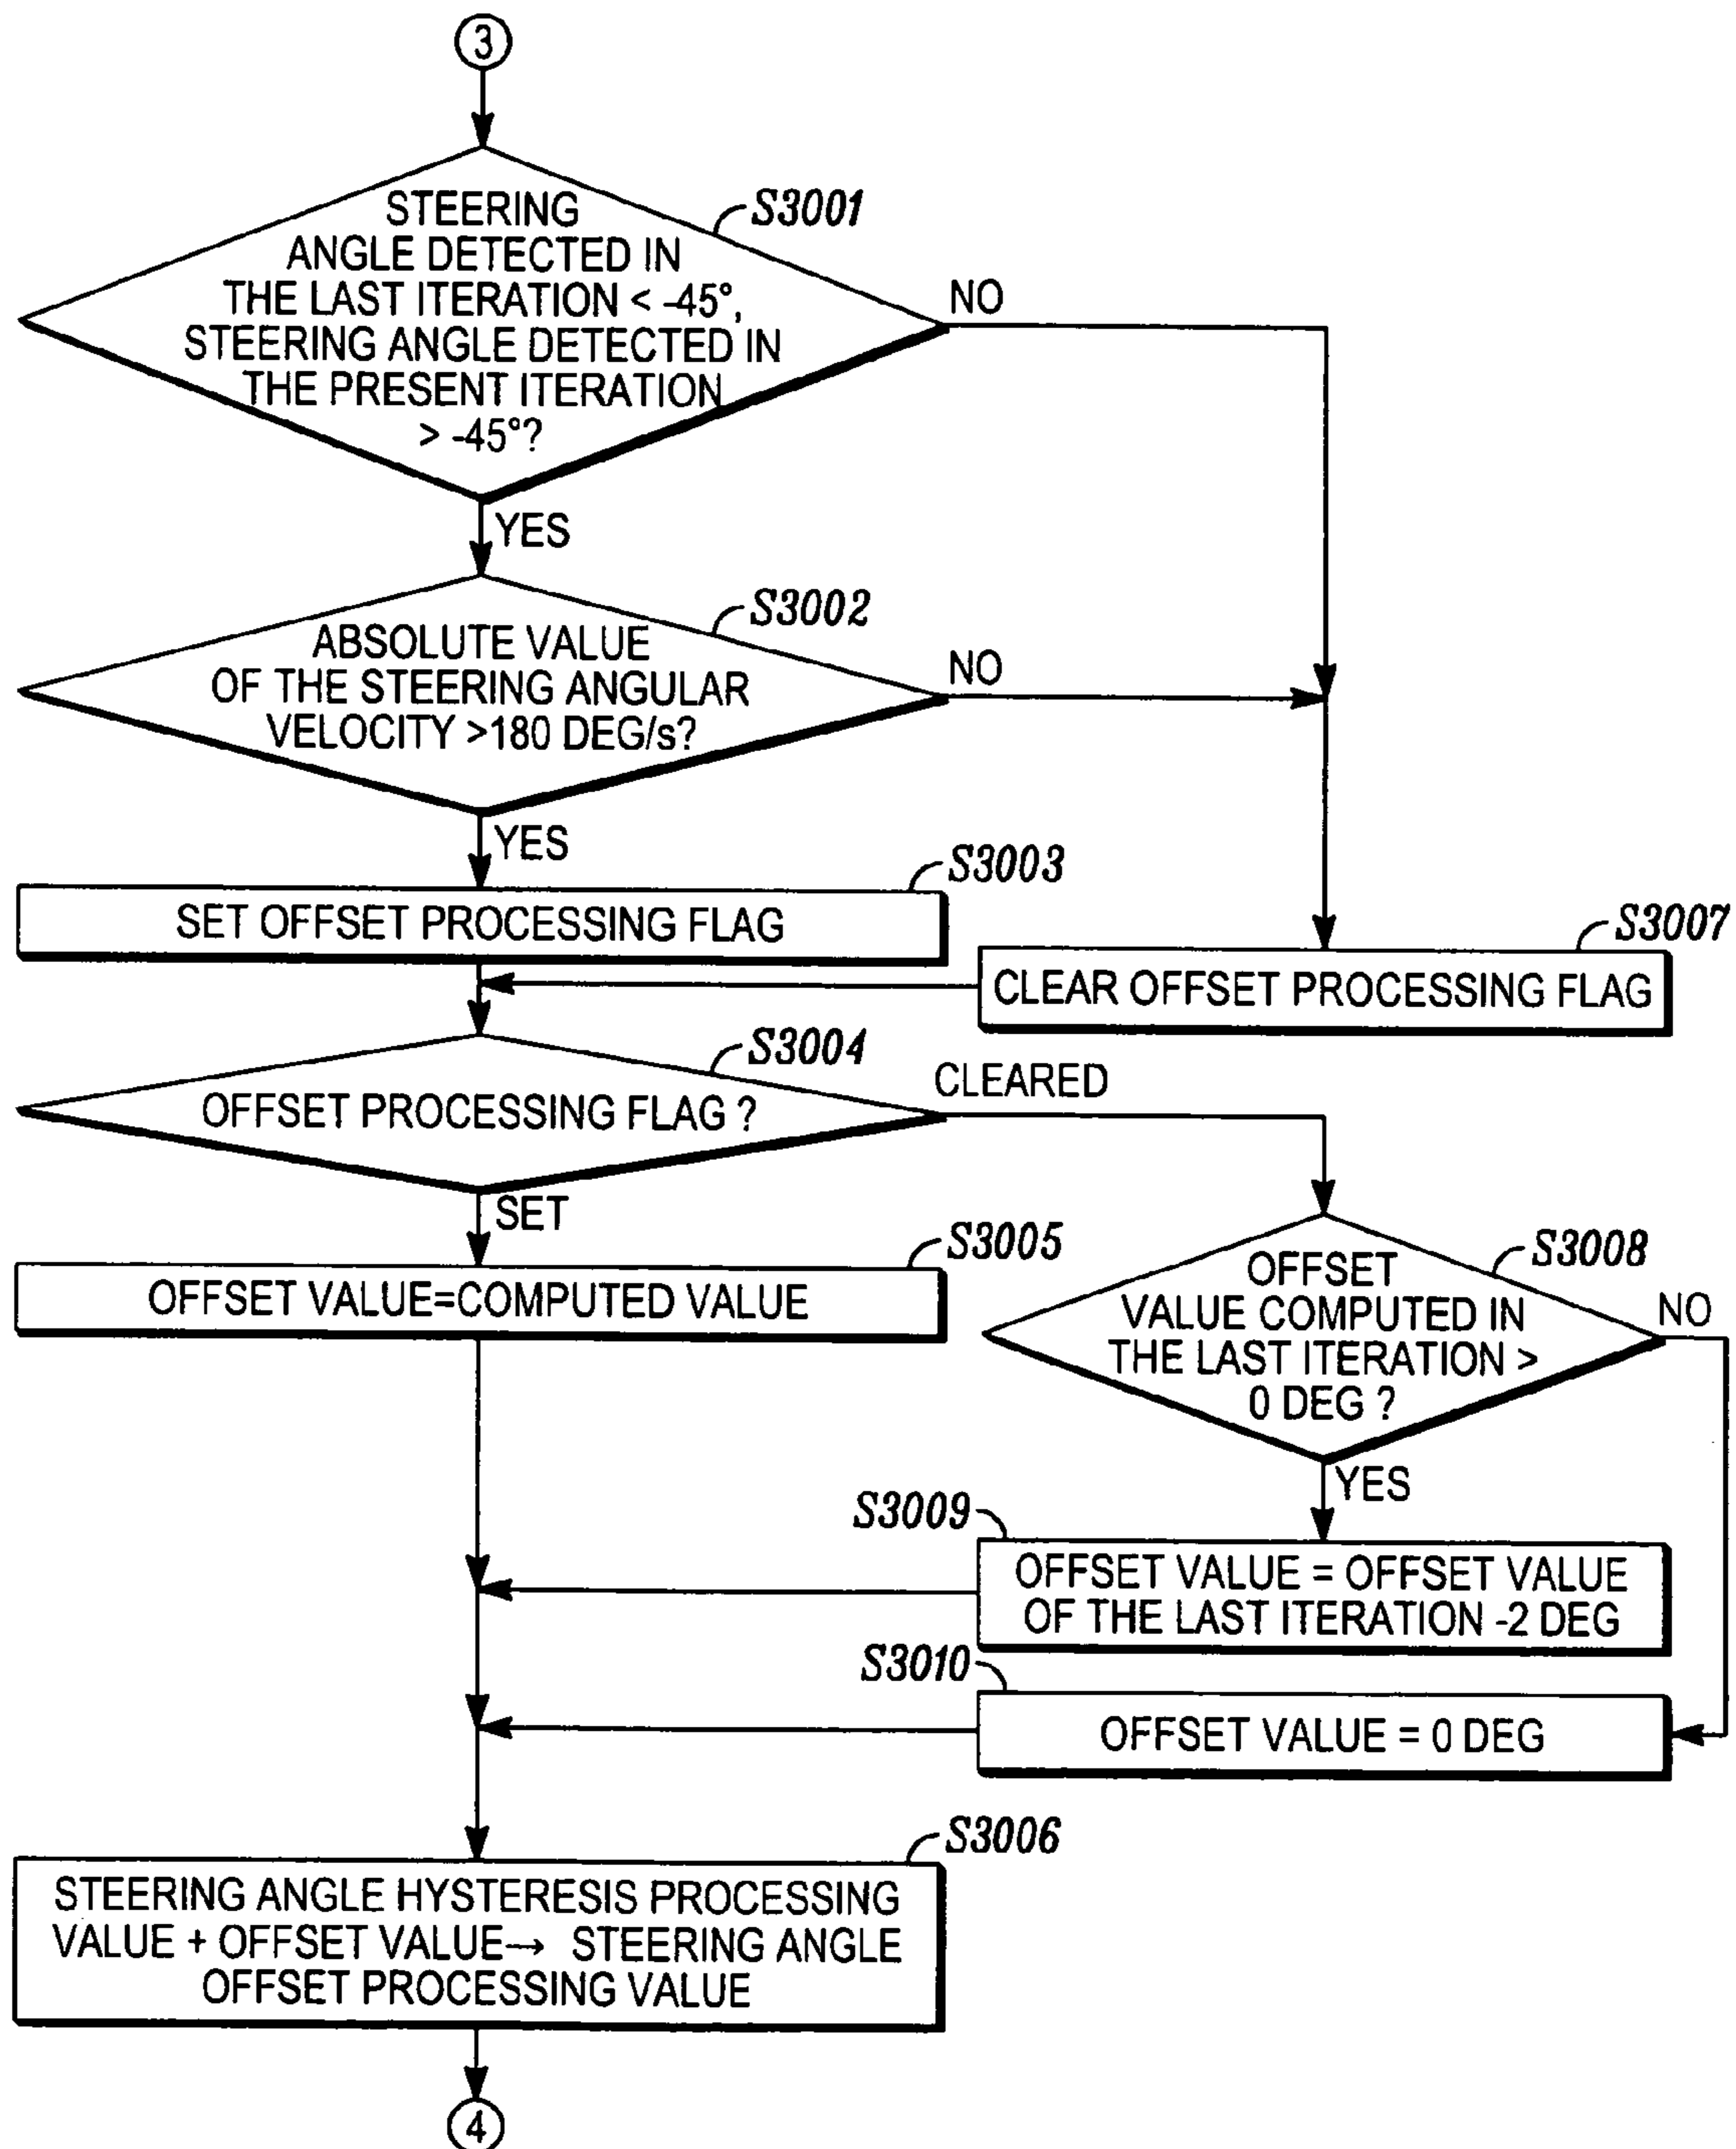 3
STEERING
ANGLE DETECTED IN
THE LAST ITERATION < -45°,
STEERING ANGLE DETECTED IN
THE PRESENT ITERATION
> -45°?
S3001
NO
YES
ABSOLUTE VALUE
OF THE STEERING ANGULAR
VELOCITY >180 DEG/s?
S3002
NO
YES
S3003
SET OFFSET PROCESSING FLAG
S3007
CLEAR OFFSET PROCESSING FLAG
S3004
OFFSET PROCESSING FLAG ?
CLEARED
SET
S3005
OFFSET VALUE=COMPUTED VALUE
S3008
OFFSET
VALUE COMPUTED IN
THE LAST ITERATION >
0 DEG ?
NO
YES
S3009
OFFSET VALUE = OFFSET VALUE
OF THE LAST ITERATION -2 DEG
S3010
OFFSET VALUE = 0 DEG
S3006
STEERING ANGLE HYSTERESIS PROCESSING
VALUE + OFFSET VALUE→ STEERING ANGLE
OFFSET PROCESSING VALUE
4